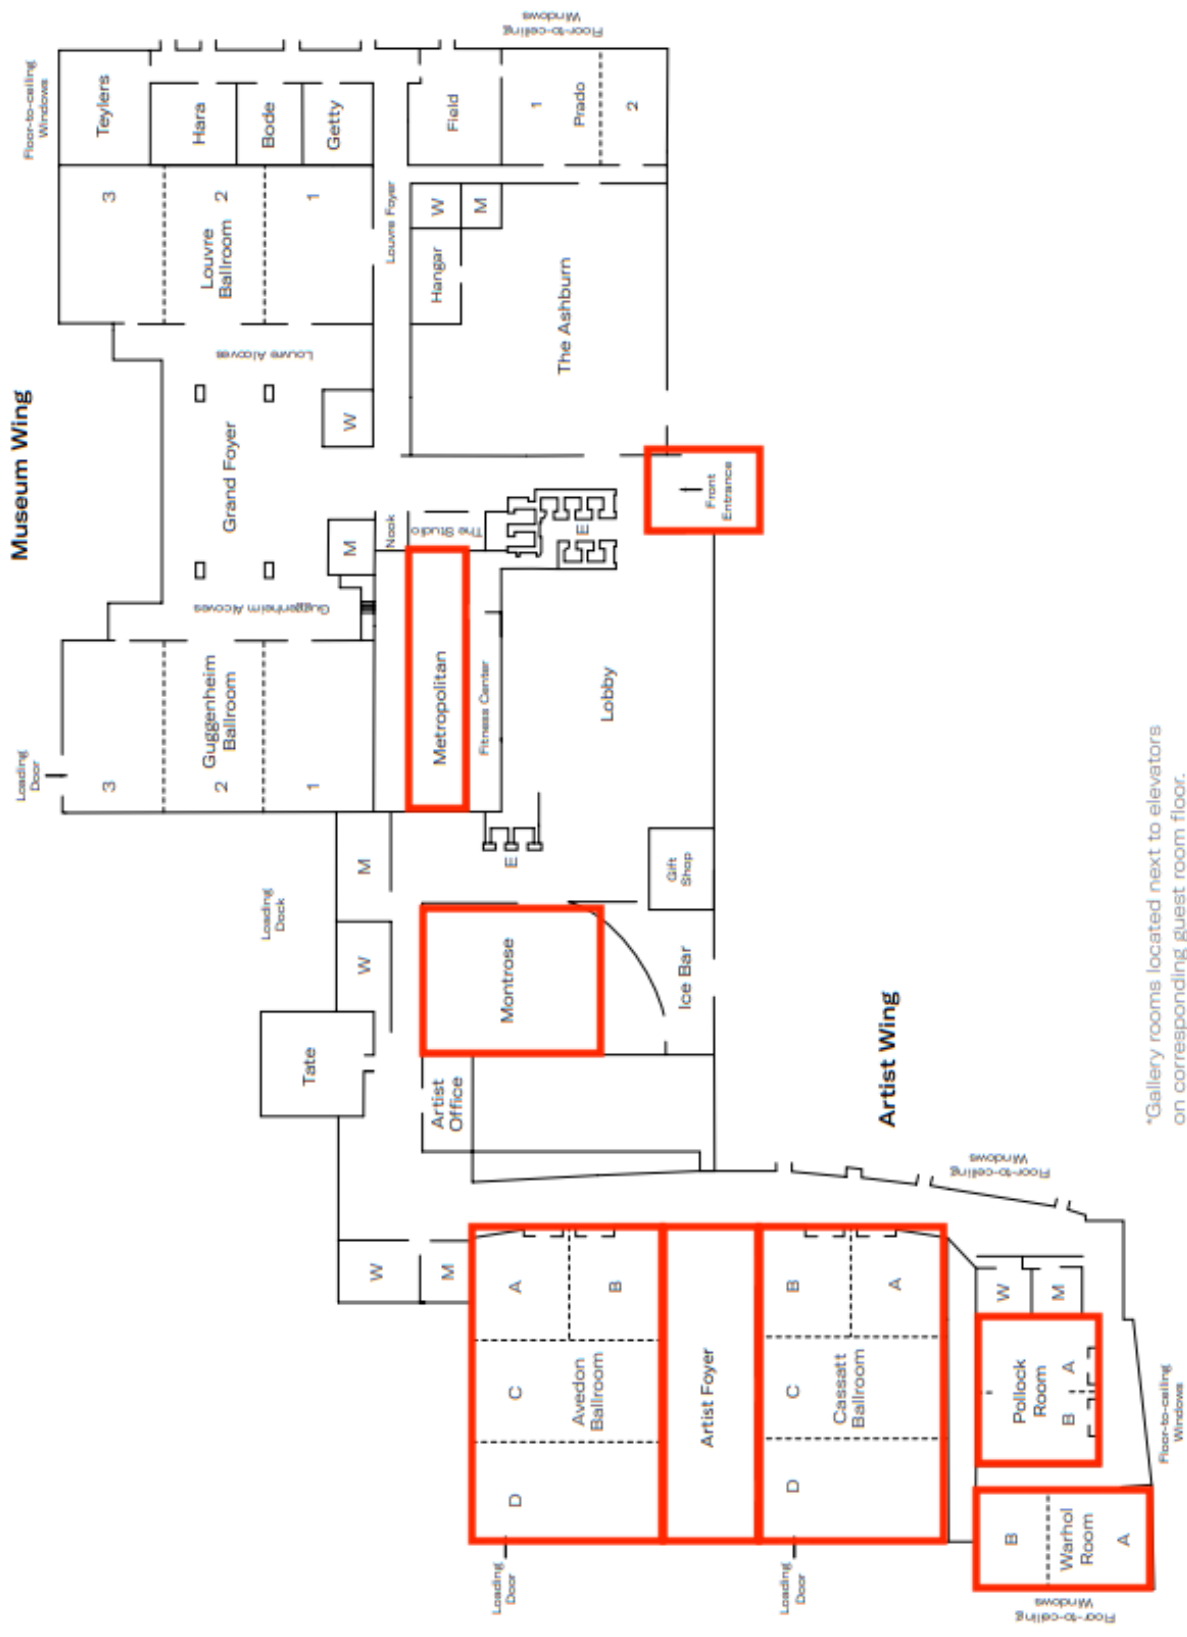 Museum Wing
Floor-to-ceiling
Windows
Teylers
Hara
Bode
Getty
Field
1
Prado
2
Floor-to-ceiling
Windows
3
2
Louvre
Ballroom
1
Louvre Foyer
W
M
Hangar
The Ashburn
Louvre Alcoves
Grand Foyer
W
M
Nook
The Studio
E
Front
Entrance
Guggenheim Alcoves
Loading
Door
3
2
Guggenheim
Ballroom
1
Metropolitan
Fitness Center
Lobby
Loading
Dock
M
W
E
Gift
Shop
Montrose
Ice Bar
Tate
Artist
Office
Artist Wing
Floor-to-ceiling
Windows
W
M
A
B
C
Avedon
Ballroom
D
Loading
Door
Artist Foyer
B
A
C
Cassatt
Ballroom
D
Loading
Door
W
M
Pollock
Room
A
B
Floor-to-ceiling
Windows
B
Warhol
Room
A
Floor-to-ceiling
Windows
*Gallery rooms located next to elevators
on corresponding guest room floor.